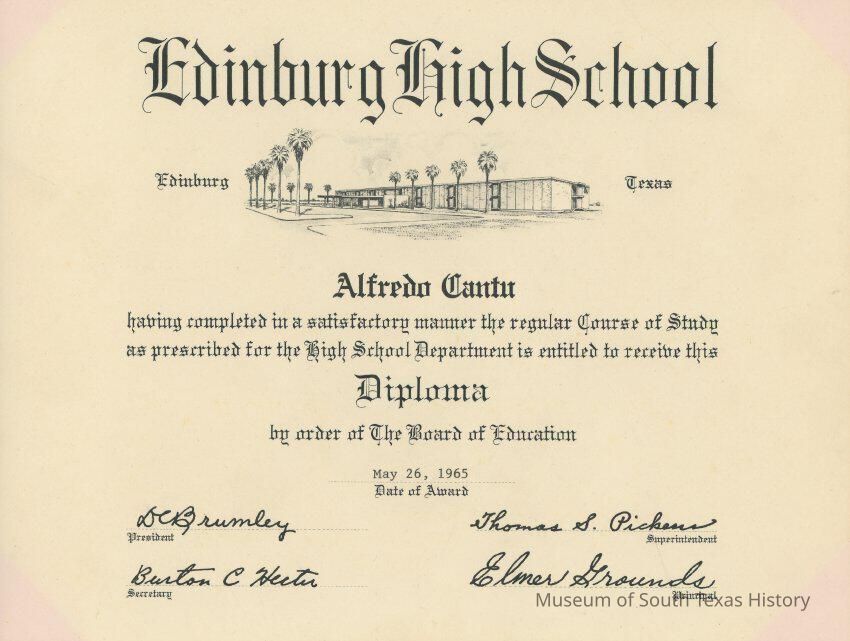 Edinburg High School
Edinburg Texas
Alfredo Cantu
having completed in a satisfactory manner the regular Course of Study
as prescribed for the High School Department is entitled to receive this
Diploma
by order of The Board of Education
May 26, 1965
Date of Award
DCBrumley Thomas S. Pickens
President Superintendent
Burton C Hester Elmer Grounds
Secretary Principal
Museum of South Texas History